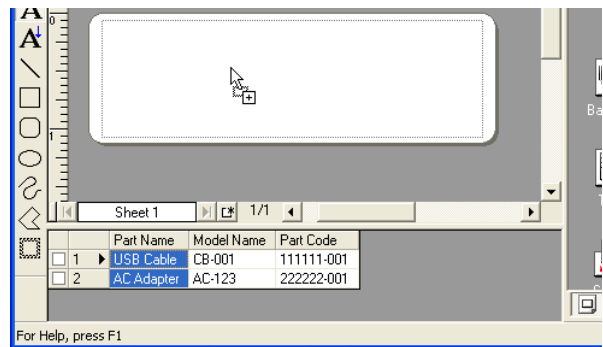 A
0
A
1
Ba
Sheet 1 1/1
Part Name Model Name Part Code
1 USB Cable CB-001 111111-001
2 AC Adapter AC-123 222222-001
For Help, press F1